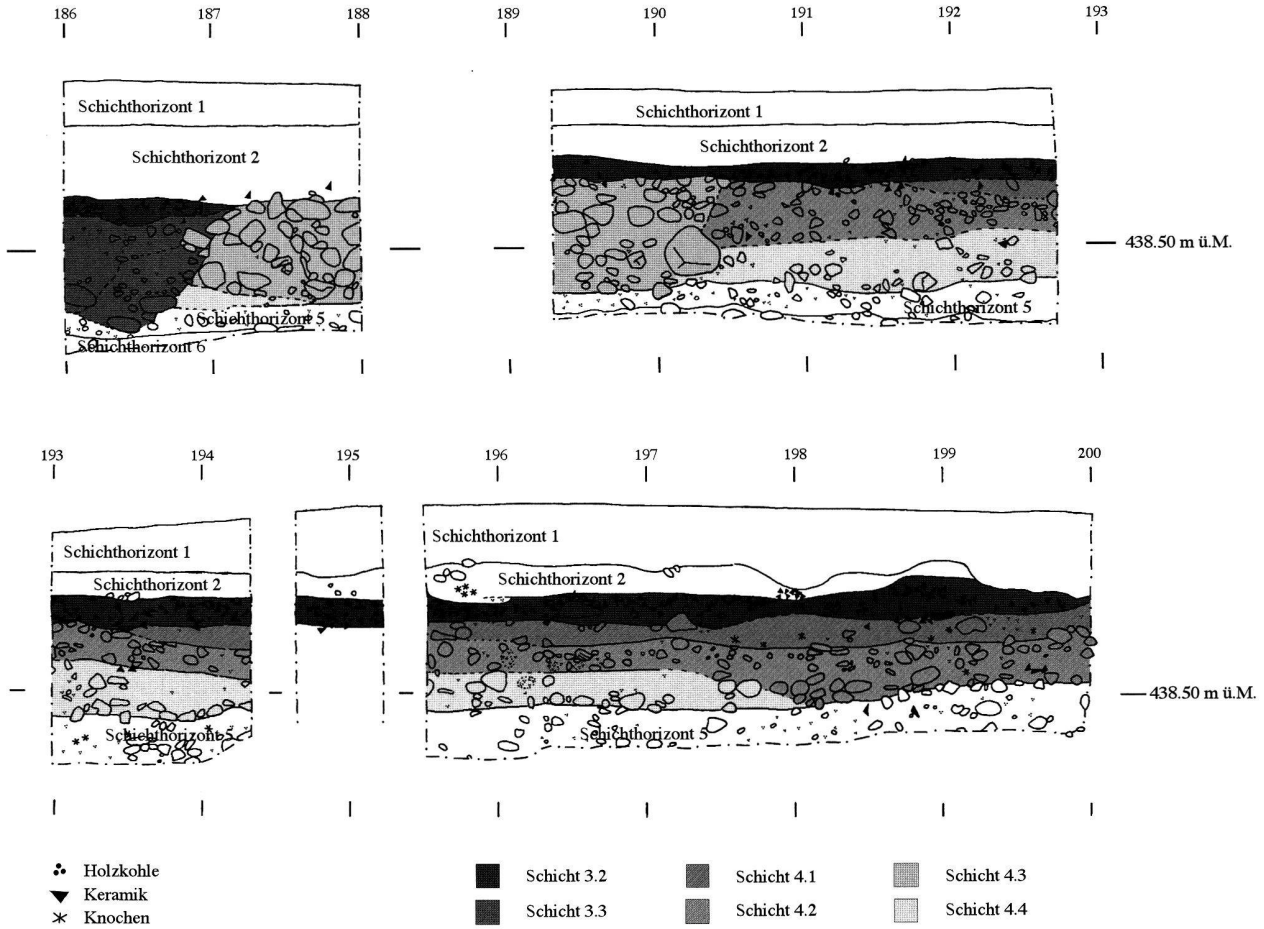 186 187 188 189 190 191 192 193
Schichthorizont 1
Schichthorizont 2
Schichthorizont 5
Schichthorizont 6
Schichthorizont 1
Schichthorizont 2
Schichthorizont 5
438.50 m ü.M.
193 194 195 196 197 198 199 200
Schichthorizont 1
Schichthorizont 2
Schichthorizont 5
Schichthorizont 1
Schichthorizont 2
Schichthorizont 5
438.50 m ü.M.
Holzkohle
Keramik
Knochen
Schicht 3.2
Schicht 3.3
Schicht 4.1
Schicht 4.2
Schicht 4.3
Schicht 4.4